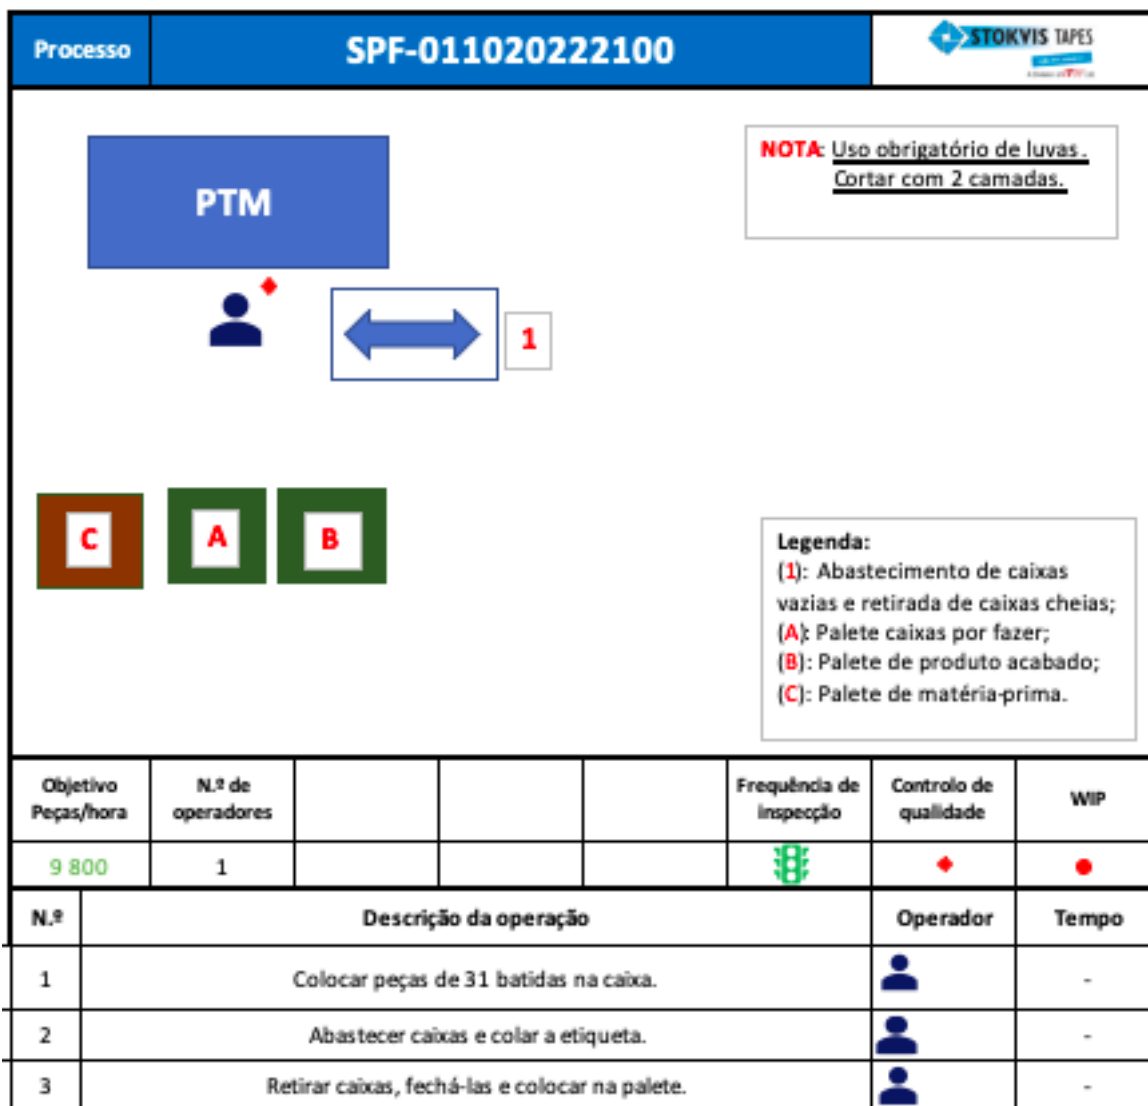 Processo
SPF-011020222100
STOKVIS TAPES
PTM
NOTA: Uso obrigatório de luvas.
Cortar com 2 camadas.
1
C
A
B
Legenda:
(1): Abastecimento de caixas
vazias e retirada de caixas cheias;
(A): Palete caixas por fazer;
(B): Palete de produto acabado;
(C): Palete de matéria-prima.
Objetivo
Peças/hora
N.º de
operadores
Frequência de
inspecção
Controlo de
qualidade
WIP
9 800
1
N.º
Descrição da operação
Operador
Tempo
1
Colocar peças de 31 batidas na caixa.
-
2
Abastecer caixas e colar a etiqueta.
-
3
Retirar caixas, fechá-las e colocar na palete.
-